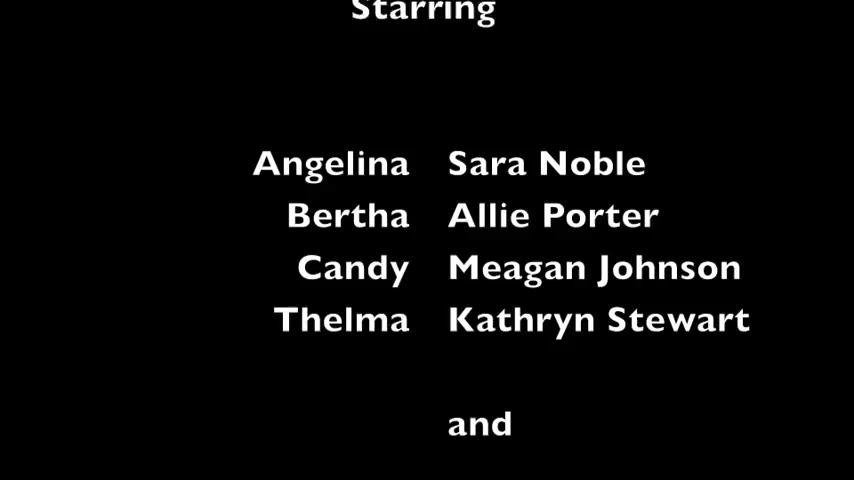 Starring
Angelina Sara Noble
Bertha Allie Porter
Candy Meagan Johnson
Thelma Kathryn Stewart
and